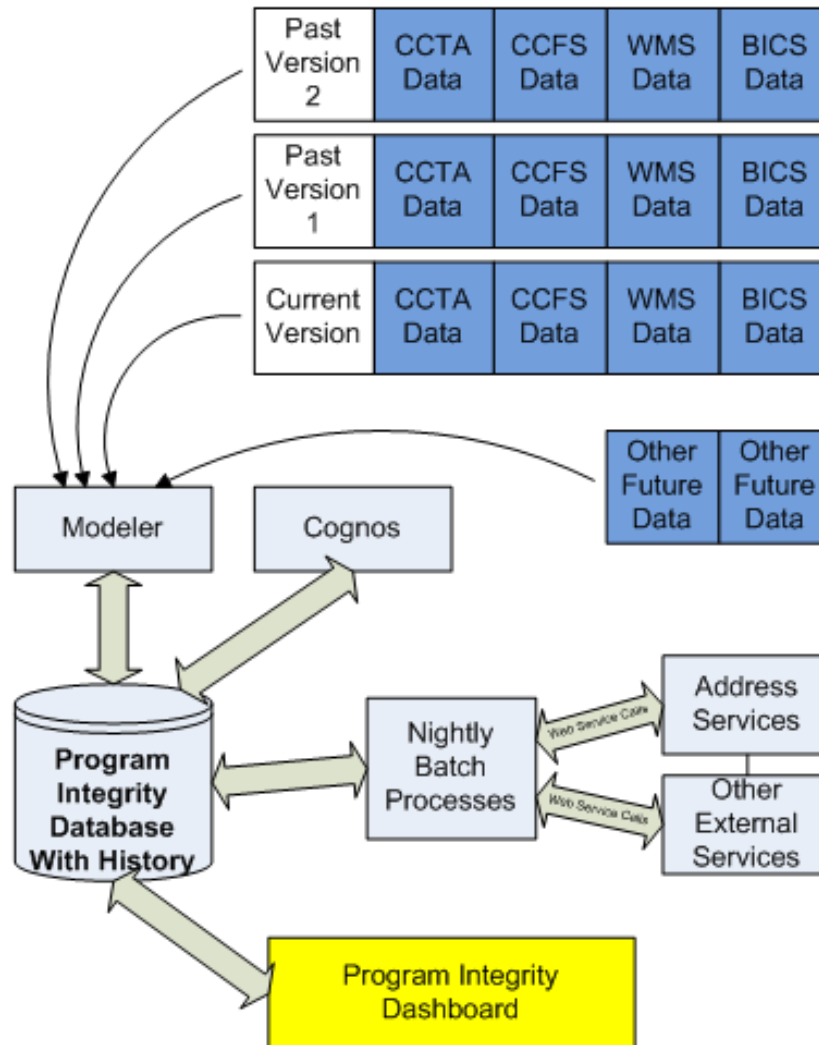 Past
Version
2
CCTA
Data
CCFS
Data
WMS
Data
BICS
Data
Past
Version
1
CCTA
Data
CCFS
Data
WMS
Data
BICS
Data
Current
Version
CCTA
Data
CCFS
Data
WMS
Data
BICS
Data
Other
Future
Data
Other
Future
Data
Modeler
Cognos
Program
Integrity
Database
With History
Nightly
Batch
Processes
Web Service Calls
Web Service Calls
Address
Services
Other
External
Services
Program Integrity
Dashboard